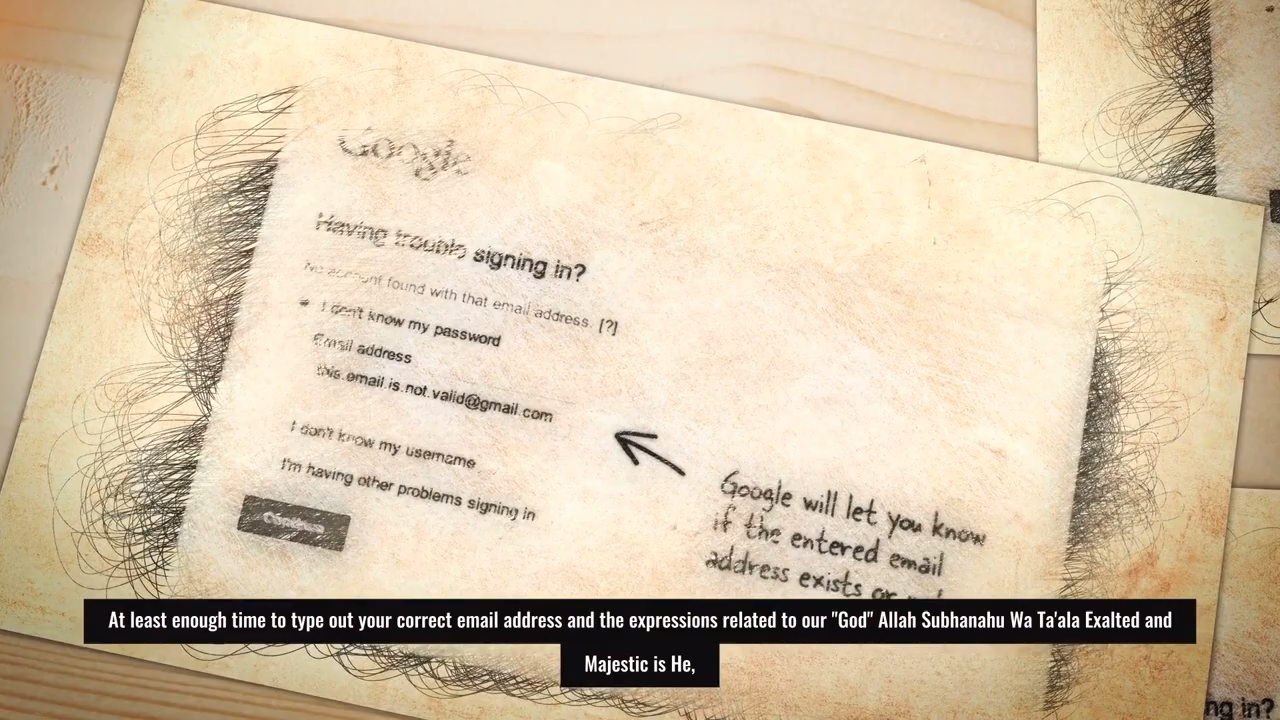 Google
Having trouble signing in?
No account found with that email address. [?]
I don't know my password
Email address
this.email.is.not.valid@gmail.com
I don't know my username
I'm having other problems signing in
Continue
Google will let you know
if the entered email
address exists or
At least enough time to type out your correct email address and the expressions related to our "God" Allah Subhanahu Wa Ta'ala Exalted and
Majestic is He,
ng in?